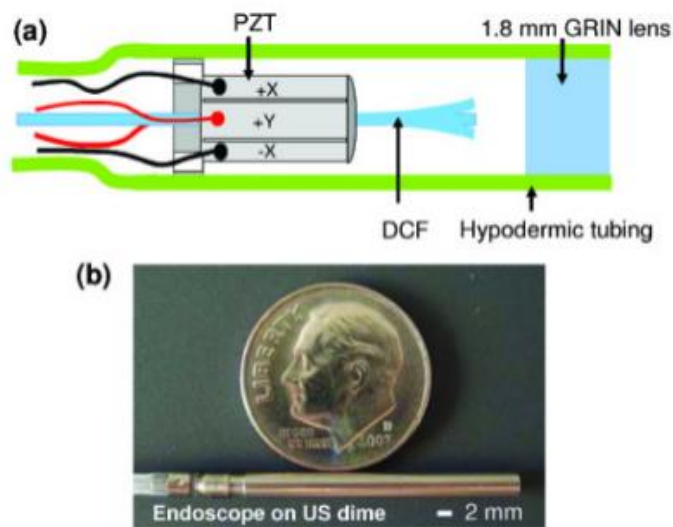 (a)
PZT
1.8 mm GRIN lens
+X
+Y
-X
DCF
Hypodermic tubing
(b)
LIBERTY
Endoscope on US dime
2 mm